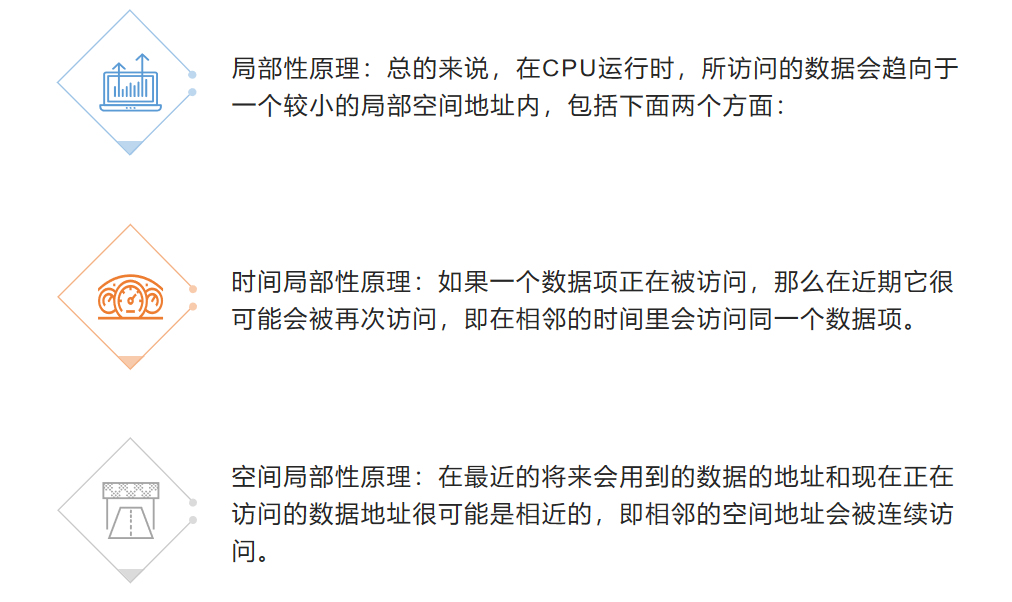 局部性原理：总的来说，在CPU运行时，所访问的数据会趋向于
一个较小的局部空间地址内，包括下面两个方面：
时间局部性原理：如果一个数据项正在被访问，那么在近期它很
可能会被再次访问，即在相邻的时间里会访问同一个数据项。
空间局部性原理：在最近的将来会用到的数据的地址和现在正在
访问的数据地址很可能是相近的，即相邻的空间地址会被连续访
问。